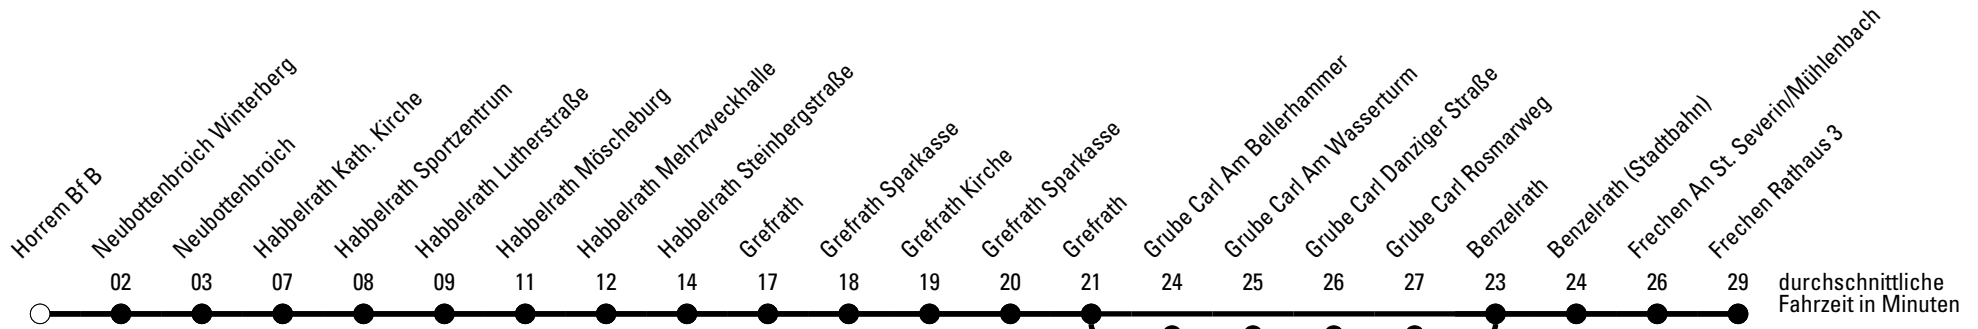 Horrem Bf B
Neubottenbroich Winterberg
Neubottenbroich
Habbelrath Kath. Kirche
Habbelrath Sportzentrum
Habbelrath Lutherstraße
Habbelrath Möscheburg
Habbelrath Mehrzweckhalle
Habbelrath Steinbergstraße
Grefrath
Grefrath Sparkasse
Grefrath Kirche
Grefrath Sparkasse
Grefrath
Grube Carl Am Bellerhammer
Grube Carl Am Wasserturm
Grube Carl Danziger Straße
Grube Carl Rosmarweg
Benzelrath
Benzelrath (Stadtbahn)
Frechen An St. Severin/Mühlenbach
Frechen Rathaus 3
02 03 07 08 09 11 12 14 17 18 19 20 21 24 25 26 27 23 24 26 29
durchschnittliche
Fahrzeit in Minuten